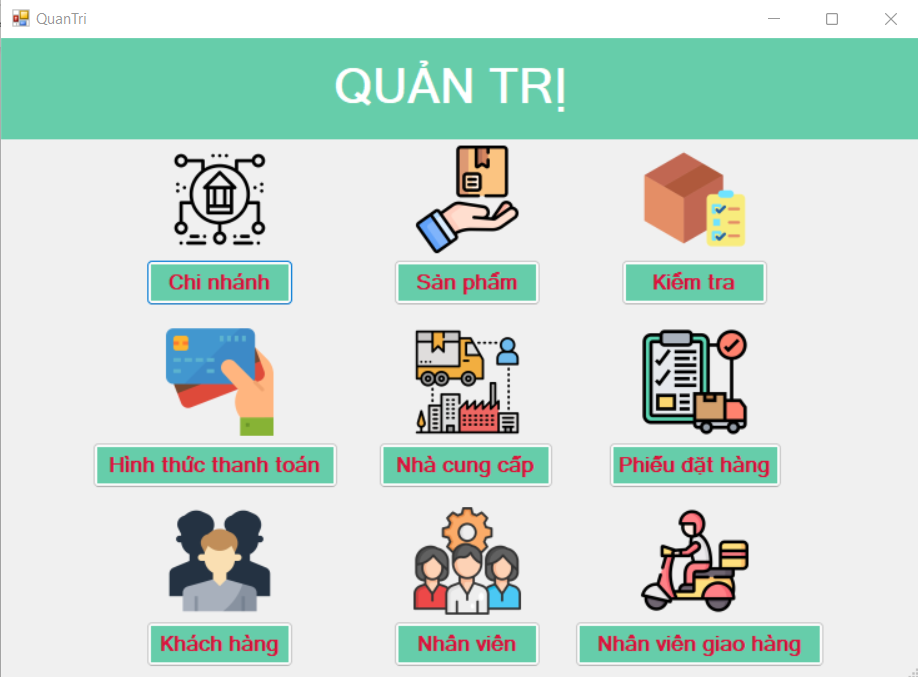 QuanTri
QUẢN TRỊ
Chi nhánh
Sản phẩm
Kiểm tra
Hình thức thanh toán
Nhà cung cấp
Phiếu đặt hàng
Khách hàng
Nhân viên
Nhân viên giao hàng